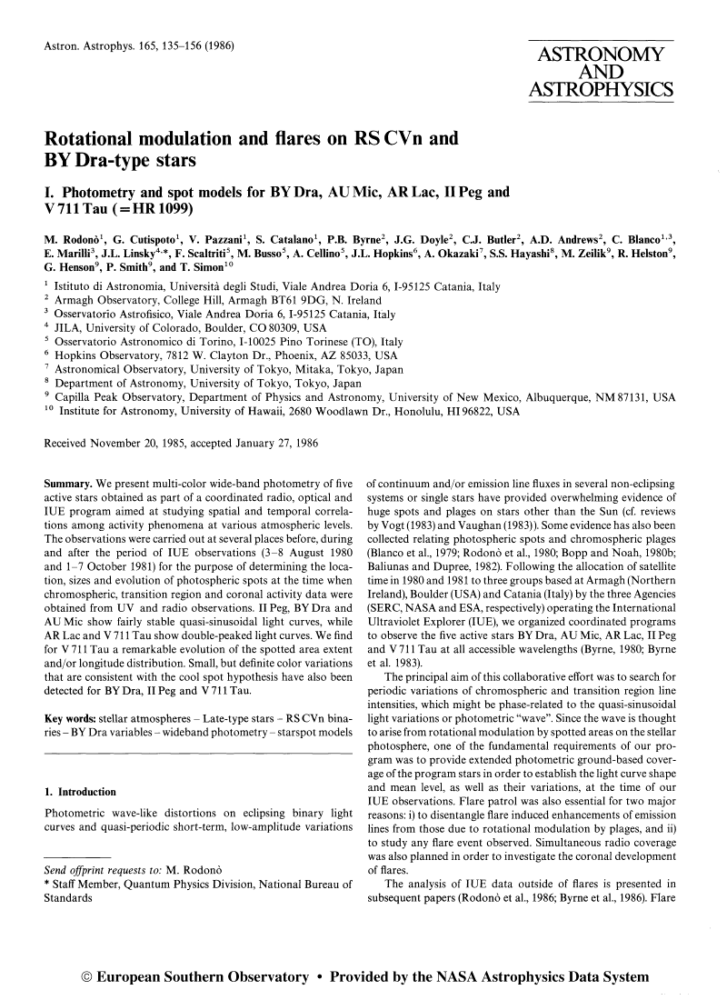 Astron. Astrophys. 165, 135–156 (1986)
ASTRONOMY
AND
ASTROPHYSICS
Rotational modulation and flares on RS CVn and
BY Dra-type stars
I. Photometry and spot models for BY Dra, AU Mic, AR Lac, II Peg and
V 711 Tau (= HR 1099)
M. Rodonò¹, G. Cutispoto¹, V. Pazzani¹, S. Catalano¹, P.B. Byrne², J.G. Doyle², C.J. Butler², A.D. Andrews², C. Blanco¹,³,
E. Marilli³, J.L. Linsky⁴,*, F. Scaltriti⁵, M. Busso⁵, A. Cellino⁵, J.L. Hopkins⁶, A. Okazaki⁷, S.S. Hayashi⁸, M. Zeilik⁹, R. Helston⁹,
G. Henson⁹, P. Smith⁹, and T. Simon¹⁰
¹ Istituto di Astronomia, Università degli Studi, Viale Andrea Doria 6, I-95125 Catania, Italy
² Armagh Observatory, College Hill, Armagh BT61 9DG, N. Ireland
³ Osservatorio Astrofisico, Viale Andrea Doria 6, I-95125 Catania, Italy
⁴ JILA, University of Colorado, Boulder, CO 80309, USA
⁵ Osservatorio Astronomico di Torino, I-10025 Pino Torinese (TO), Italy
⁶ Hopkins Observatory, 7812 W. Clayton Dr., Phoenix, AZ 85033, USA
⁷ Astronomical Observatory, University of Tokyo, Mitaka, Tokyo, Japan
⁸ Department of Astronomy, University of Tokyo, Tokyo, Japan
⁹ Capilla Peak Observatory, Department of Physics and Astronomy, University of New Mexico, Albuquerque, NM 87131, USA
¹⁰ Institute for Astronomy, University of Hawaii, 2680 Woodlawn Dr., Honolulu, HI 96822, USA
Received November 20, 1985, accepted January 27, 1986
Summary. We present multi-color wide-band photometry of five
active stars obtained as part of a coordinated radio, optical and
IUE program aimed at studying spatial and temporal correla-
tions among activity phenomena at various atmospheric levels.
The observations were carried out at several places before, during
and after the period of IUE observations (3–8 August 1980
and 1–7 October 1981) for the purpose of determining the loca-
tion, sizes and evolution of photospheric spots at the time when
chromospheric, transition region and coronal activity data were
obtained from UV and radio observations. II Peg, BY Dra and
AU Mic show fairly stable quasi-sinusoidal light curves, while
AR Lac and V 711 Tau show double-peaked light curves. We find
for V 711 Tau a remarkable evolution of the spotted area extent
and/or longitude distribution. Small, but definite color variations
that are consistent with the cool spot hypothesis have also been
detected for BY Dra, II Peg and V 711 Tau.
Key words: stellar atmospheres – Late-type stars – RS CVn bina-
ries – BY Dra variables – wideband photometry – starspot models
1. Introduction
Photometric wave-like distortions on eclipsing binary light
curves and quasi-periodic short-term, low-amplitude variations
Send offprint requests to: M. Rodonò
* Staff Member, Quantum Physics Division, National Bureau of
Standards
of continuum and/or emission line fluxes in several non-eclipsing
systems or single stars have provided overwhelming evidence of
huge spots and plages on stars other than the Sun (cf. reviews
by Vogt (1983) and Vaughan (1983)). Some evidence has also been
collected relating photospheric spots and chromospheric plages
(Blanco et al., 1979; Rodonò et al., 1980; Bopp and Noah, 1980b;
Baliunas and Dupree, 1982). Following the allocation of satellite
time in 1980 and 1981 to three groups based at Armagh (Northern
Ireland), Boulder (USA) and Catania (Italy) by the three Agencies
(SERC, NASA and ESA, respectively) operating the International
Ultraviolet Explorer (IUE), we organized coordinated programs
to observe the five active stars BY Dra, AU Mic, AR Lac, II Peg
and V 711 Tau at all accessible wavelengths (Byrne, 1980; Byrne
et al. 1983).
The principal aim of this collaborative effort was to search for
periodic variations of chromospheric and transition region line
intensities, which might be phase-related to the quasi-sinusoidal
light variations or photometric “wave”. Since the wave is thought
to arise from rotational modulation by spotted areas on the stellar
photosphere, one of the fundamental requirements of our pro-
gram was to provide extended photometric ground-based cover-
age of the program stars in order to establish the light curve shape
and mean level, as well as their variations, at the time of our
IUE observations. Flare patrol was also essential for two major
reasons: i) to disentangle flare induced enhancements of emission
lines from those due to rotational modulation by plages, and ii)
to study any flare event observed. Simultaneous radio coverage
was also planned in order to investigate the coronal development
of flares.
The analysis of IUE data outside of flares is presented in
subsequent papers (Rodonò et al., 1986; Byrne et al., 1986). Flare
© European Southern Observatory • Provided by the NASA Astrophysics Data System